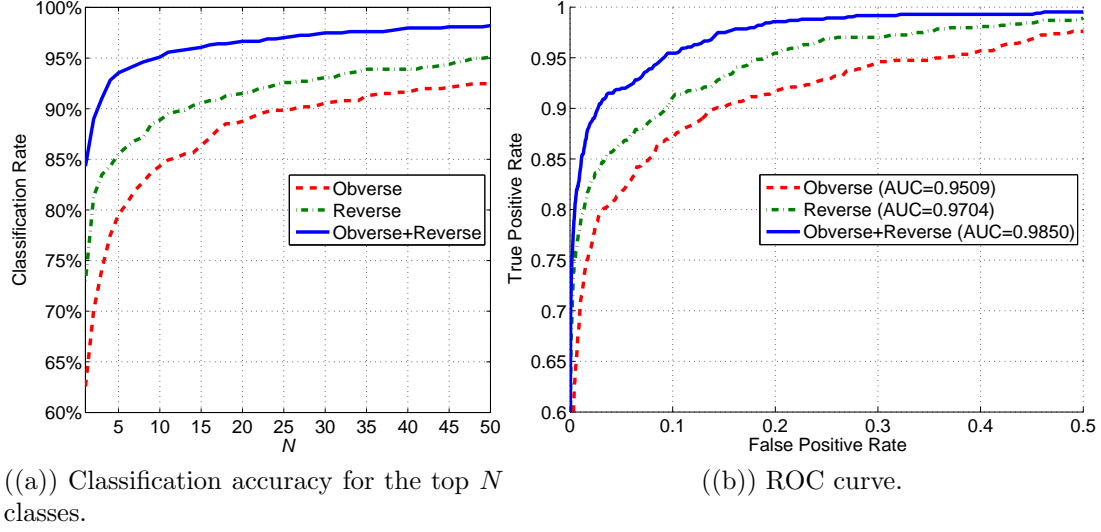 100%
95%
90%
85%
80%
75%
70%
65%
60%
Classification Rate
5 10 15 20 25 30 35 40 45 50
N
Obverse
Reverse
Obverse+Reverse
((a)) Classification accuracy for the top N
classes.
1
0.95
0.9
0.85
0.8
0.75
0.7
0.65
0.6
True Positive Rate
0 0.1 0.2 0.3 0.4 0.5
False Positive Rate
Obverse (AUC=0.9509)
Reverse (AUC=0.9704)
Obverse+Reverse (AUC=0.9850)
((b)) ROC curve.